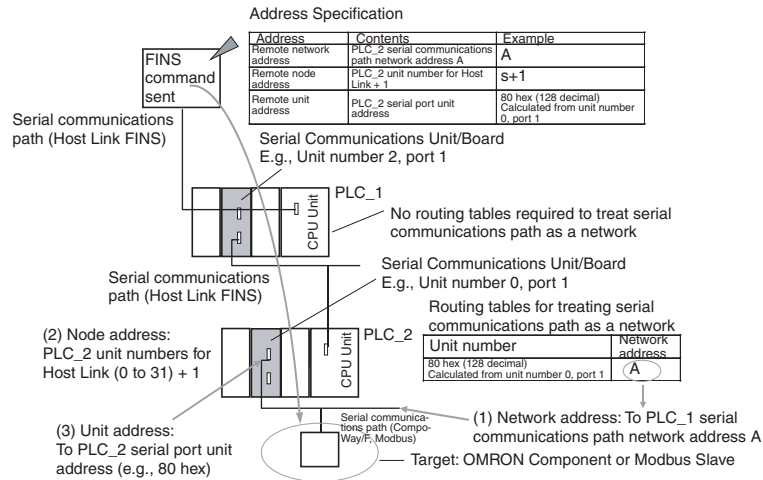 Address Specification
Address Contents Example
Remote network address PLC_2 serial communications path network address A A
Remote node address PLC_2 unit number for Host Link + 1 s+1
Remote unit address PLC_2 serial port unit address 80 hex (128 decimal) Calculated from unit number 0, port 1
FINS
command
sent
Serial communications
path (Host Link FINS)
Serial Communications Unit/Board
E.g., Unit number 2, port 1
PLC_1
CPU Unit
No routing tables required to treat serial
communications path as a network
Serial communications
path (Host Link FINS)
Serial Communications Unit/Board
E.g., Unit number 0, port 1
Routing tables for treating serial
communications path as a network
Unit number Network address
80 hex (128 decimal) Calculated from unit number 0, port 1 A
(2) Node address:
PLC_2 unit numbers for
Host Link (0 to 31) + 1
PLC_2
CPU Unit
(3) Unit address:
To PLC_2 serial port unit
address (e.g., 80 hex)
Serial communica-
tions path (Compo-
Way/F, Modbus)
(1) Network address: To PLC_1 serial
communications path network address A
Target: OMRON Component or Modbus Slave